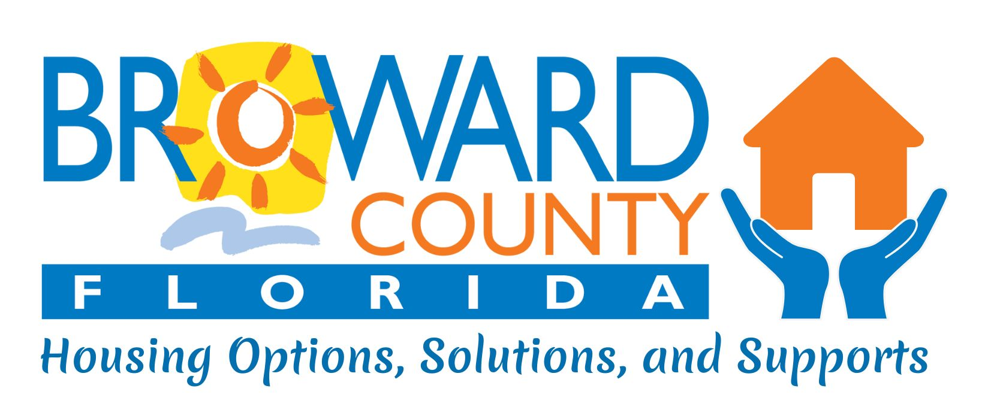 BROWARD
COUNTY
FLORIDA
Housing Options, Solutions, and Supports